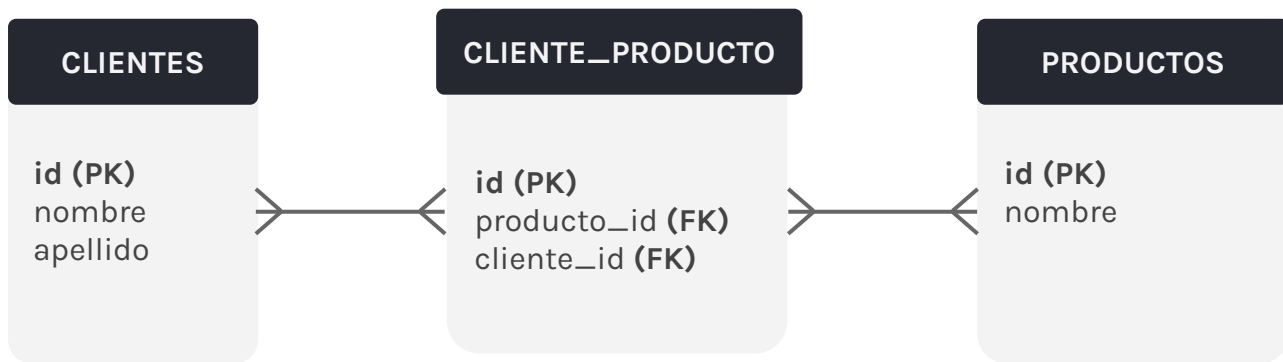 CLIENTES
id (PK)
nombre
apellido
CLIENTE_PRODUCTO
id (PK)
producto_id (FK)
cliente_id (FK)
PRODUCTOS
id (PK)
nombre